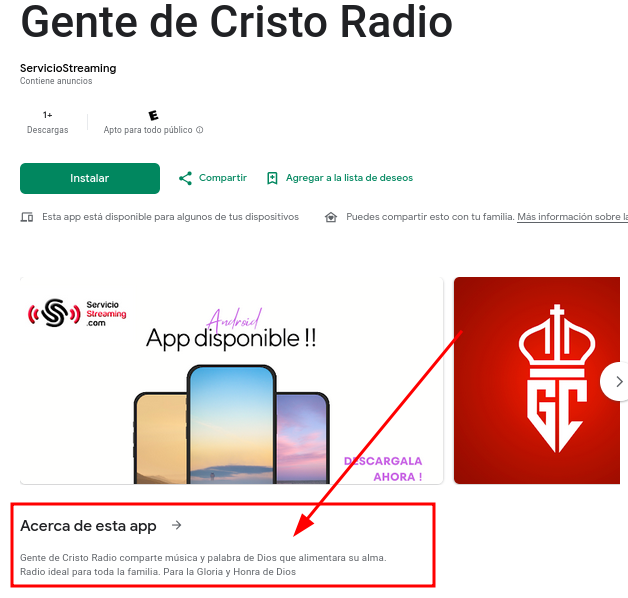 Gente de Cristo Radio
ServicioStreaming
Contiene anuncios
1+
E
Descargas
Apto para todo público
Instalar
Compartir
Agregar a la lista de deseos
Esta app está disponible para algunos de tus dispositivos
Puedes compartir esto con tu familia. Más información sobre la
Servicio
Streaming
.com
Android
App disponible !!
GC
DESCARGALA
AHORA !
Acerca de esta app
Gente de Cristo Radio comparte música y palabra de Dios que alimentara su alma.
Radio ideal para toda la familia. Para la Gloria y Honra de Dios